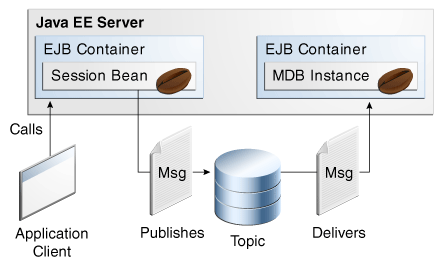 Java EE Server
EJB Container
Session Bean
EJB Container
MDB Instance
Calls
Msg
Msg
Application
Client
Publishes
Topic
Delivers